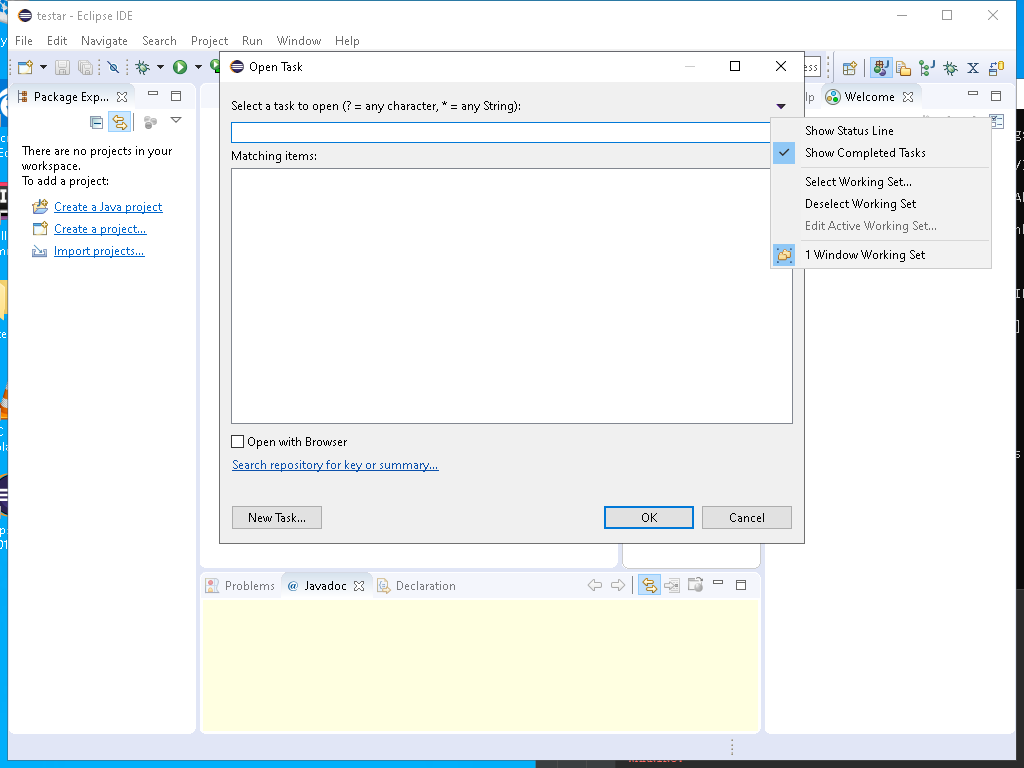 testar - Eclipse IDE
File Edit Navigate Search Project Run Window Help
Open Task
ess
Package Exp...
Select a task to open (? = any character, * = any String):
lp
Welcome
Show Status Line
Show Completed Tasks
Select Working Set...
Deselect Working Set
Edit Active Working Set...
1 Window Working Set
There are no projects in your
workspace.
To add a project:
Create a Java project
Create a project...
Import projects...
Matching items:
Open with Browser
Search repository for key or summary...
New Task...
OK
Cancel
Problems
@ Javadoc
Declaration